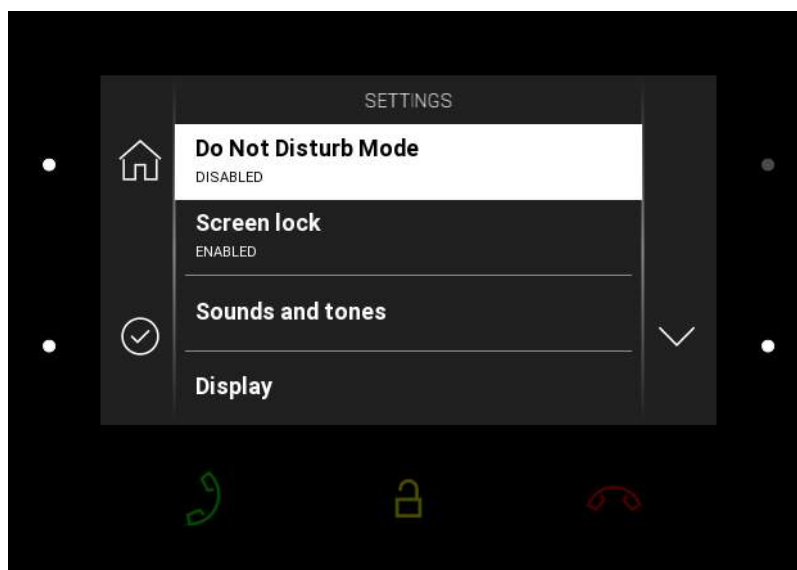 SETTINGS
Do Not Disturb Mode
DISABLED
Screen lock
ENABLED
Sounds and tones
Display